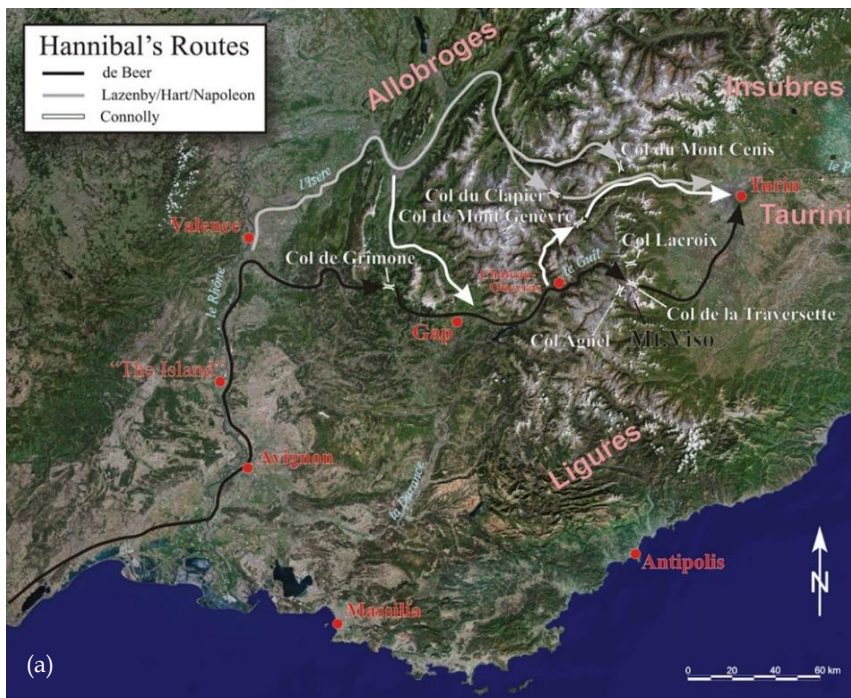 Hannibal's Routes
de Beer
Lazenby/Hart/Napoleon
Connolly
Allobroges
Insubres
l'Isère
Col du Mont Cenis
le P
Turin
Col du Clapier
Col de Mont Genèvre
Taurini
Valence
Col Lacroix
Col de Grimone
le Guil
le Rhône
Col de la Traversette
Gap
Col Agnel
Mt.Viso
"The Island"
Ligures
Avignon
la Durance
Antipolis
N
Massilia
(a)
0 20 40 60 km